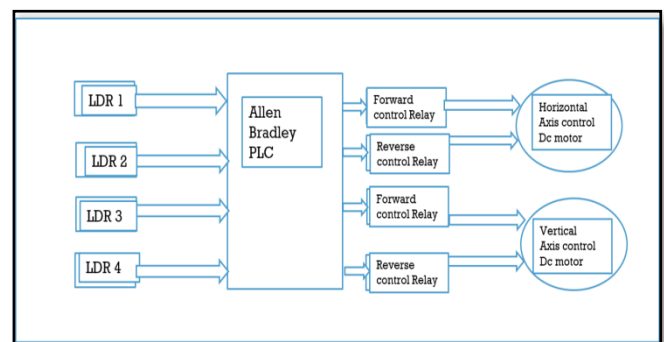 LDR 1
LDR 2
LDR 3
LDR 4
Allen
Bradley
PLC
Forward
control Relay
Reverse
control Relay
Forward
control Relay
Reverse
control Relay
Horizontal
Axis control
Dc motor
Vertical
Axis control
Dc motor